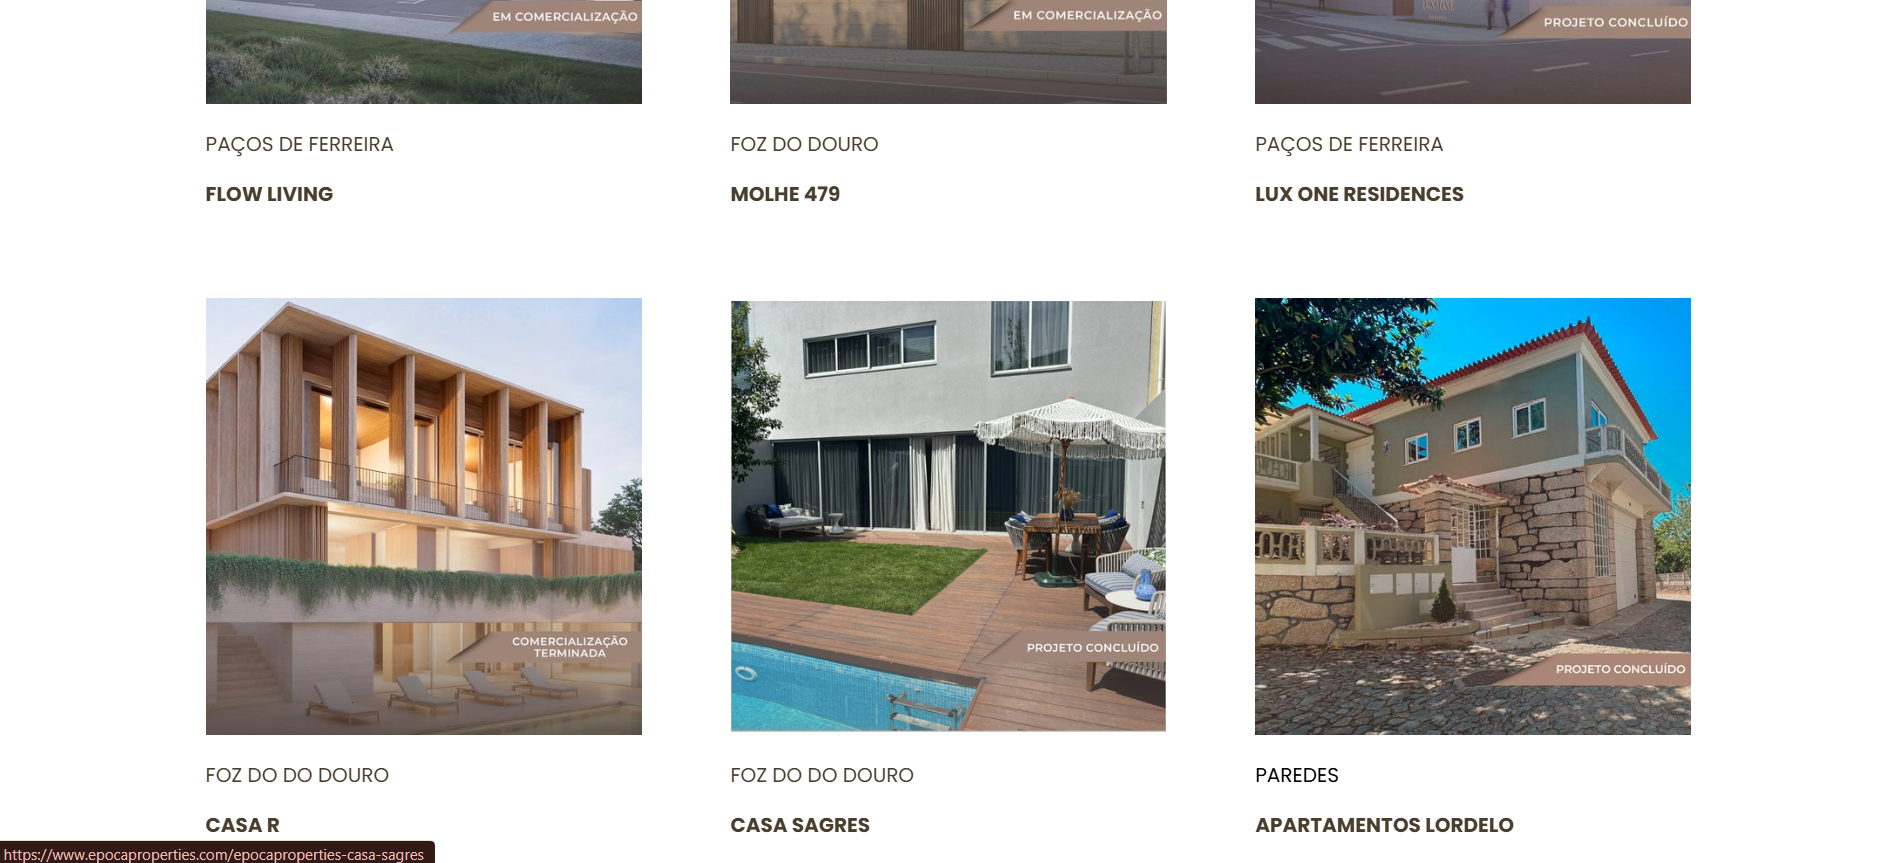 EM COMERCIALIZAÇÃO
EM COMERCIALIZAÇÃO
PROJETO CONCLUÍDO
PAÇOS DE FERREIRA
FOZ DO DOURO
PAÇOS DE FERREIRA
FLOW LIVING
MOLHE 479
LUX ONE RESIDENCES
COMERCIALIZAÇÃO
TERMINADA
PROJETO CONCLUÍDO
PROJETO CONCLUÍDO
FOZ DO DO DOURO
FOZ DO DO DOURO
PAREDES
CASA R
CASA SAGRES
APARTAMENTOS LORDELO
https://www.epocaproperties.com/epocaproperties-casa-sagres